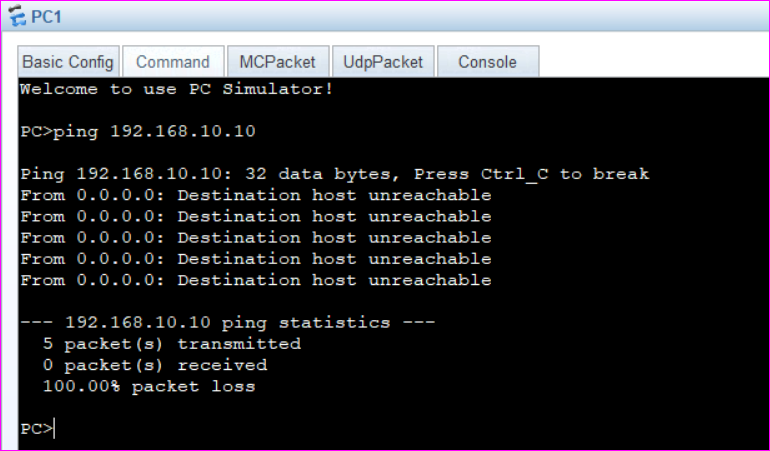 PC1
Basic Config Command MCPacket UdpPacket Console
Welcome to use PC Simulator!
PC>ping 192.168.10.10
Ping 192.168.10.10: 32 data bytes, Press Ctrl_C to break
From 0.0.0.0: Destination host unreachable
From 0.0.0.0: Destination host unreachable
From 0.0.0.0: Destination host unreachable
From 0.0.0.0: Destination host unreachable
From 0.0.0.0: Destination host unreachable
--- 192.168.10.10 ping statistics ---
5 packet(s) transmitted
0 packet(s) received
100.00% packet loss
PC>